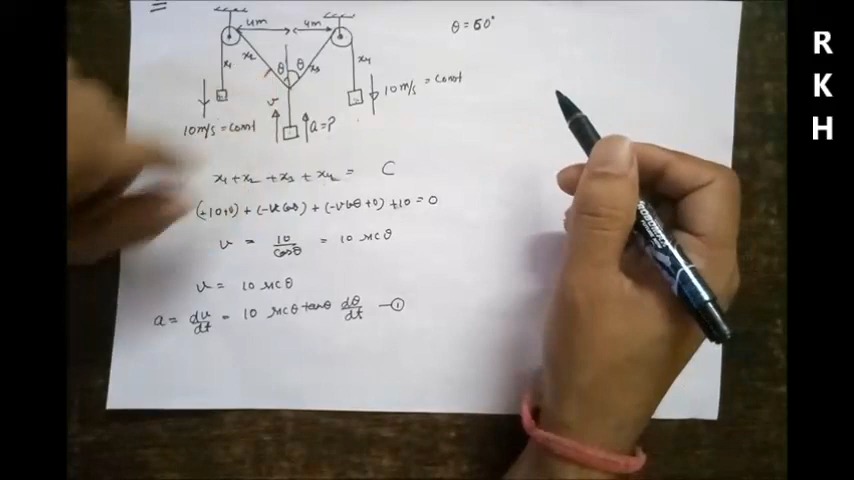 4m 4m
θ = 60°
x₁ x₂ θ θ x₃ x₄
10 m/s = const
v
a = ?
10 m/s = const
x₁ + x₂ + x₃ + x₄ = C
(+10+0) + (-v cosθ) + (-v cosθ + 0) + 10 = 0
v = 10/cosθ = 10 secθ
v = 10 secθ
a = dv/dt = 10 secθ tanθ dθ/dt —①
R
K
H